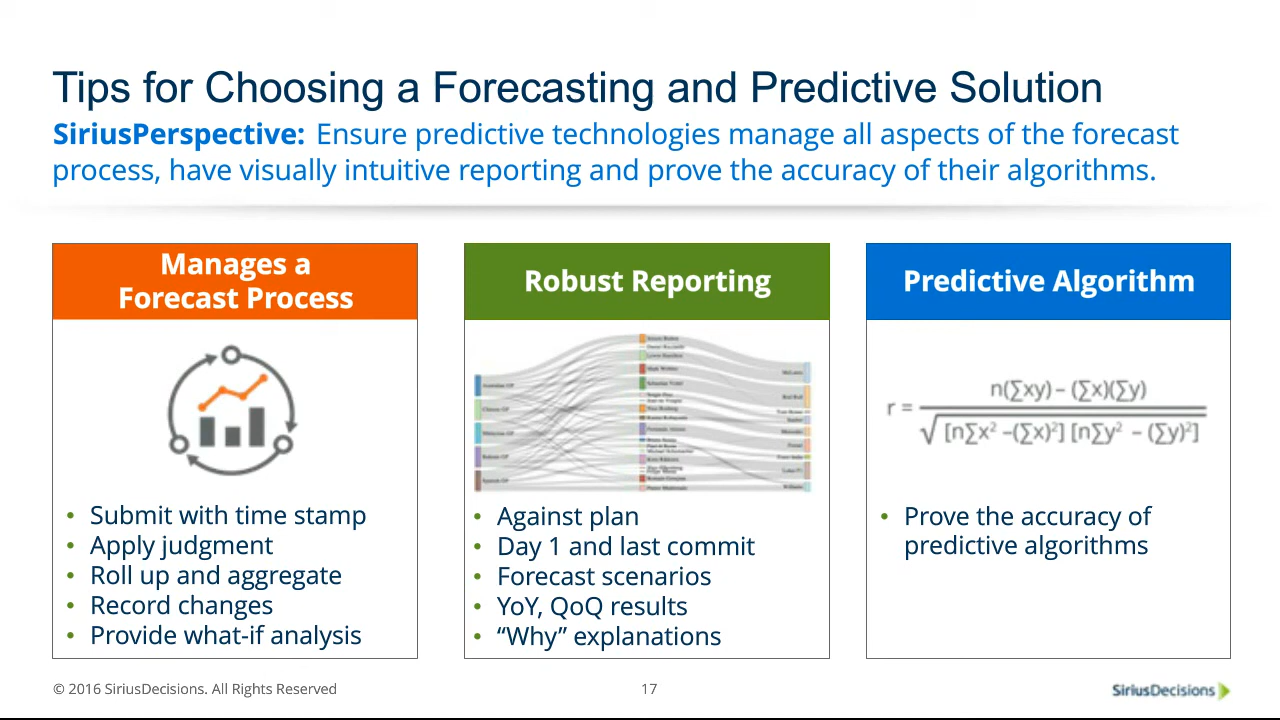 Tips for Choosing a Forecasting and Predictive Solution
SiriusPerspective: Ensure predictive technologies manage all aspects of the forecast
process, have visually intuitive reporting and prove the accuracy of their algorithms.
Manages a
Forecast Process
• Submit with time stamp
• Apply judgment
• Roll up and aggregate
• Record changes
• Provide what-if analysis
Robust Reporting
• Against plan
• Day 1 and last commit
• Forecast scenarios
• YoY, QoQ results
• “Why” explanations
Predictive Algorithm
n(∑xy) – (∑x)(∑y)
r =
√ [n∑x² –(∑x)²] [n∑y² – (∑y)²]
• Prove the accuracy of
predictive algorithms
© 2016 SiriusDecisions. All Rights Reserved
17
SiriusDecisions